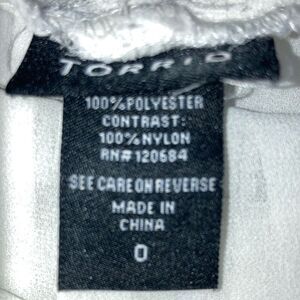 TORRID
100% POLYESTER
CONTRAST:
100% NYLON
RN# 120684
SEE CARE ON REVERSE
MADE IN
CHINA
0